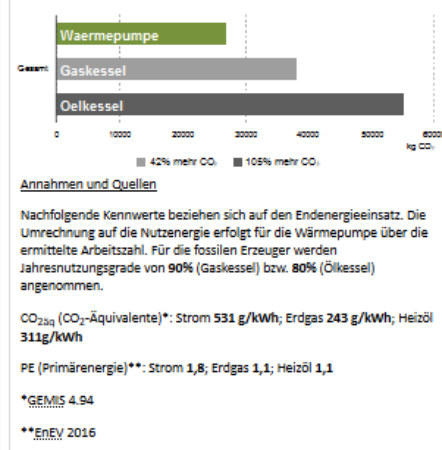 Waermepumpe
Gesamt Gaskessel
Oelkessel
0 10000 20000 30000 40000 50000 6000
kg CO₂
42% mehr CO₂ 105% mehr CO₂
Annahmen und Quellen
Nachfolgende Kennwerte beziehen sich auf den Endenergieeinsatz. Die
Umrechnung auf die Nutzenergie erfolgt für die Wärmepumpe über die
ermittelte Arbeitszahl. Für die fossilen Erzeuger werden
Jahresnutzungsgrade von 90% (Gaskessel) bzw. 80% (Ölkessel)
angenommen.
CO₂äq (CO₂-Äquivalente)*: Strom 531 g/kWh; Erdgas 243 g/kWh; Heizöl
311g/kWh
PE (Primärenergie)**: Strom 1,8; Erdgas 1,1; Heizöl 1,1
*GEMIS 4.94
**EnEV 2016